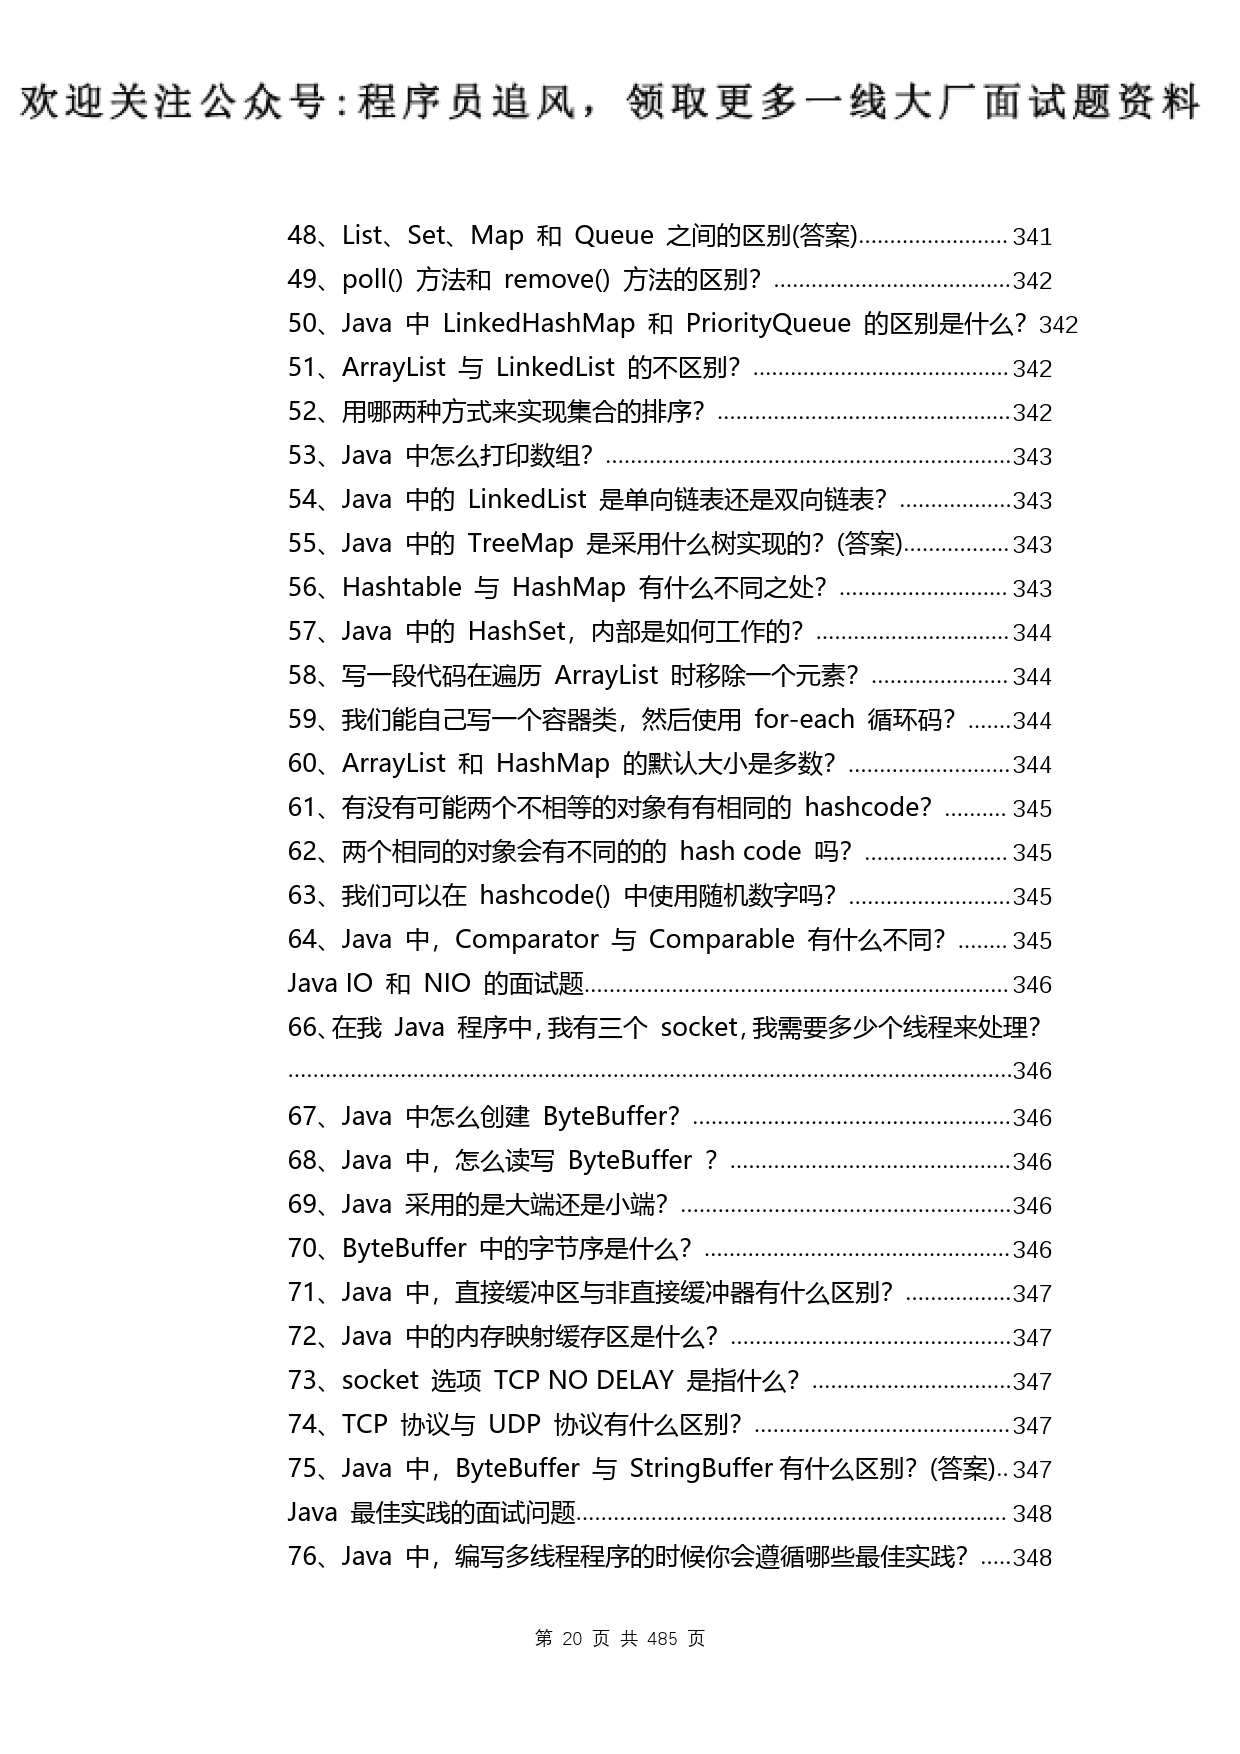 欢迎关注公众号:程序员追风，领取更多一线大厂面试题资料
48、List、Set、Map 和 Queue 之间的区别(答案)........................ 341
49、poll() 方法和 remove() 方法的区别？......................................342
50、Java 中 LinkedHashMap 和 PriorityQueue 的区别是什么？342
51、ArrayList 与 LinkedList 的不区别？......................................... 342
52、用哪两种方式来实现集合的排序？...............................................342
53、Java 中怎么打印数组？.................................................................343
54、Java 中的 LinkedList 是单向链表还是双向链表？..................343
55、Java 中的 TreeMap 是采用什么树实现的？(答案)................. 343
56、Hashtable 与 HashMap 有什么不同之处？........................... 343
57、Java 中的 HashSet，内部是如何工作的？............................... 344
58、写一段代码在遍历 ArrayList 时移除一个元素？...................... 344
59、我们能自己写一个容器类，然后使用 for-each 循环码？.......344
60、ArrayList 和 HashMap 的默认大小是多数？..........................344
61、有没有可能两个不相等的对象有有相同的 hashcode？.......... 345
62、两个相同的对象会有不同的的 hash code 吗？....................... 345
63、我们可以在 hashcode() 中使用随机数字吗？..........................345
64、Java 中，Comparator 与 Comparable 有什么不同？........ 345
Java IO 和 NIO 的面试题.................................................................... 346
66、在我 Java 程序中，我有三个 socket，我需要多少个线程来处理？
....................................................................................................................346
67、Java 中怎么创建 ByteBuffer？...................................................346
68、Java 中，怎么读写 ByteBuffer ？.............................................346
69、Java 采用的是大端还是小端？.....................................................346
70、ByteBuffer 中的字节序是什么？................................................. 346
71、Java 中，直接缓冲区与非直接缓冲器有什么区别？.................347
72、Java 中的内存映射缓存区是什么？.............................................347
73、socket 选项 TCP NO DELAY 是指什么？................................347
74、TCP 协议与 UDP 协议有什么区别？.........................................347
75、Java 中，ByteBuffer 与 StringBuffer有什么区别？(答案).. 347
Java 最佳实践的面试问题..................................................................... 348
76、Java 中，编写多线程程序的时候你会遵循哪些最佳实践？.....348
第 20 页 共 485 页